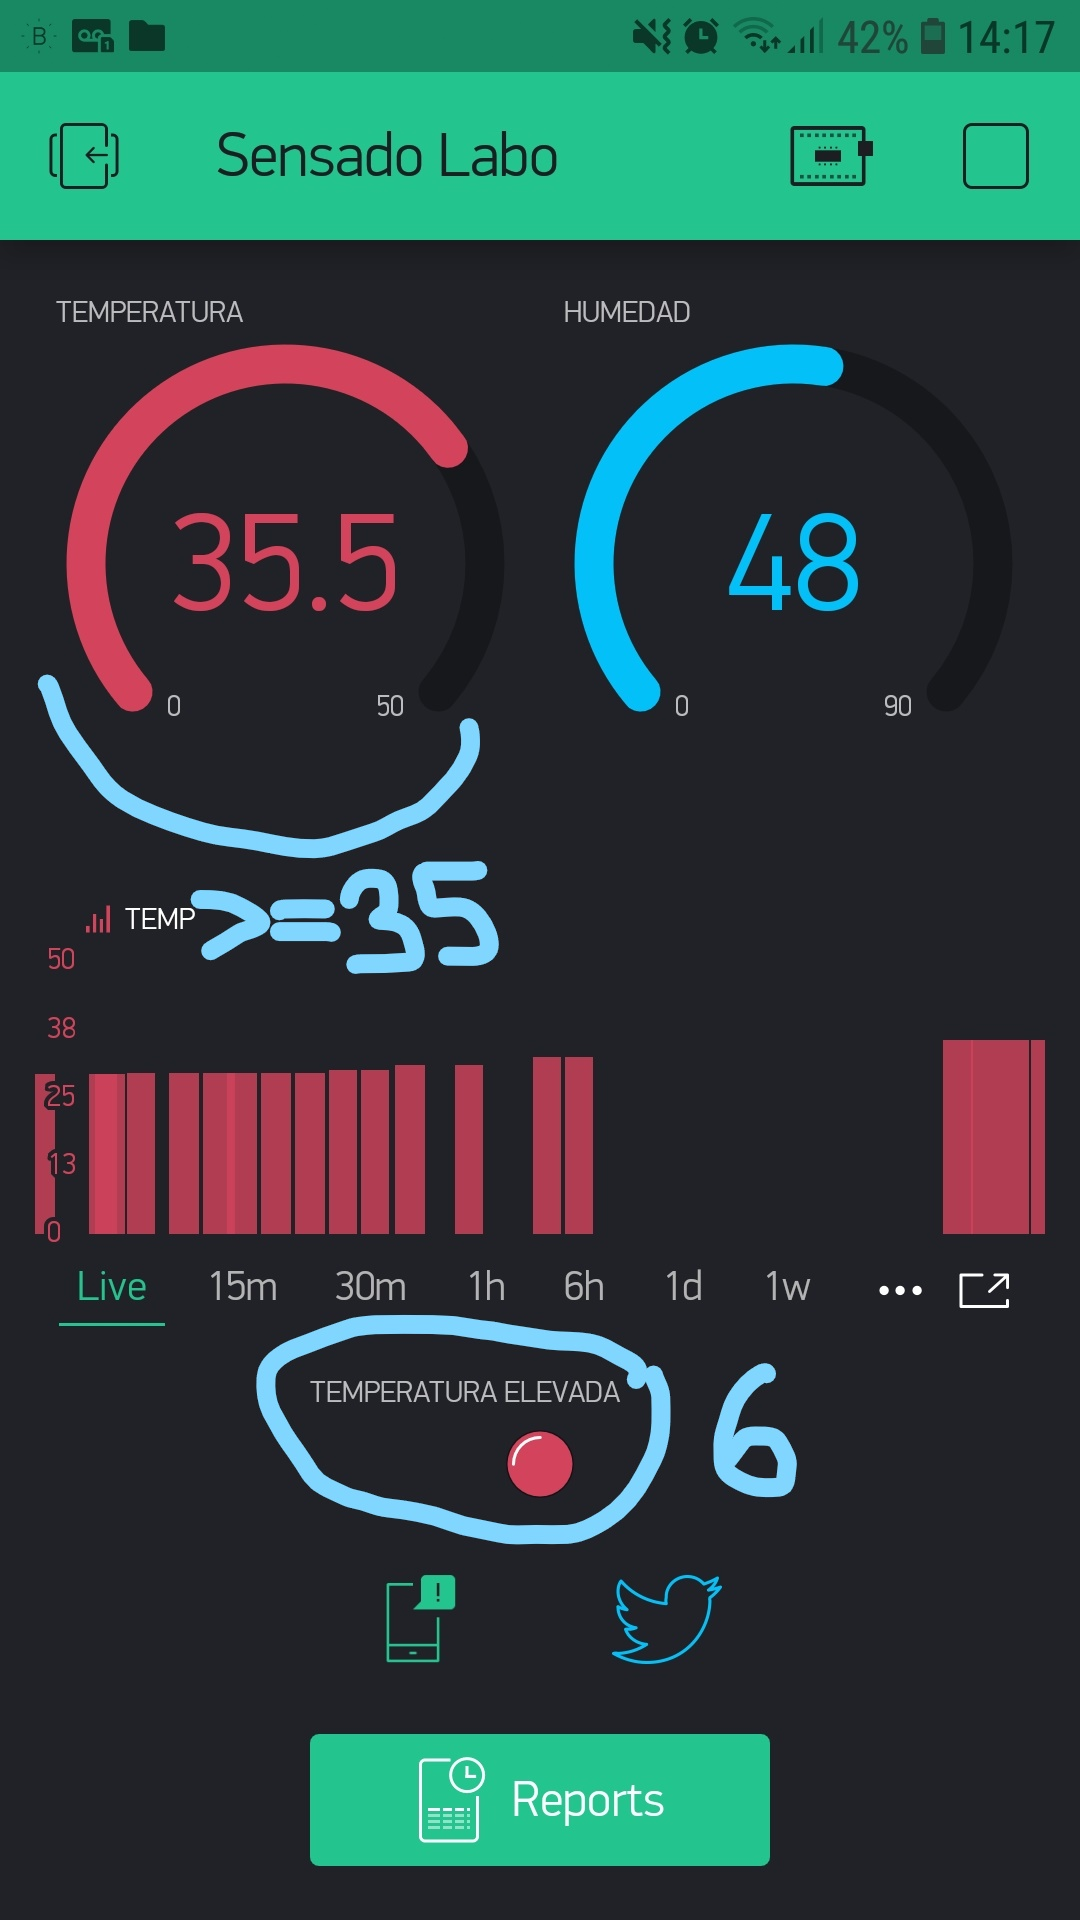 B 1 42% 14:17
Sensado Labo
TEMPERATURA HUMEDAD
35.5 48
0 50 0 90
TEMP >=35
50
38
25
13
0
Live 15m 30m 1h 6h 1d 1w
TEMPERATURA ELEVADA 6
!
Reports